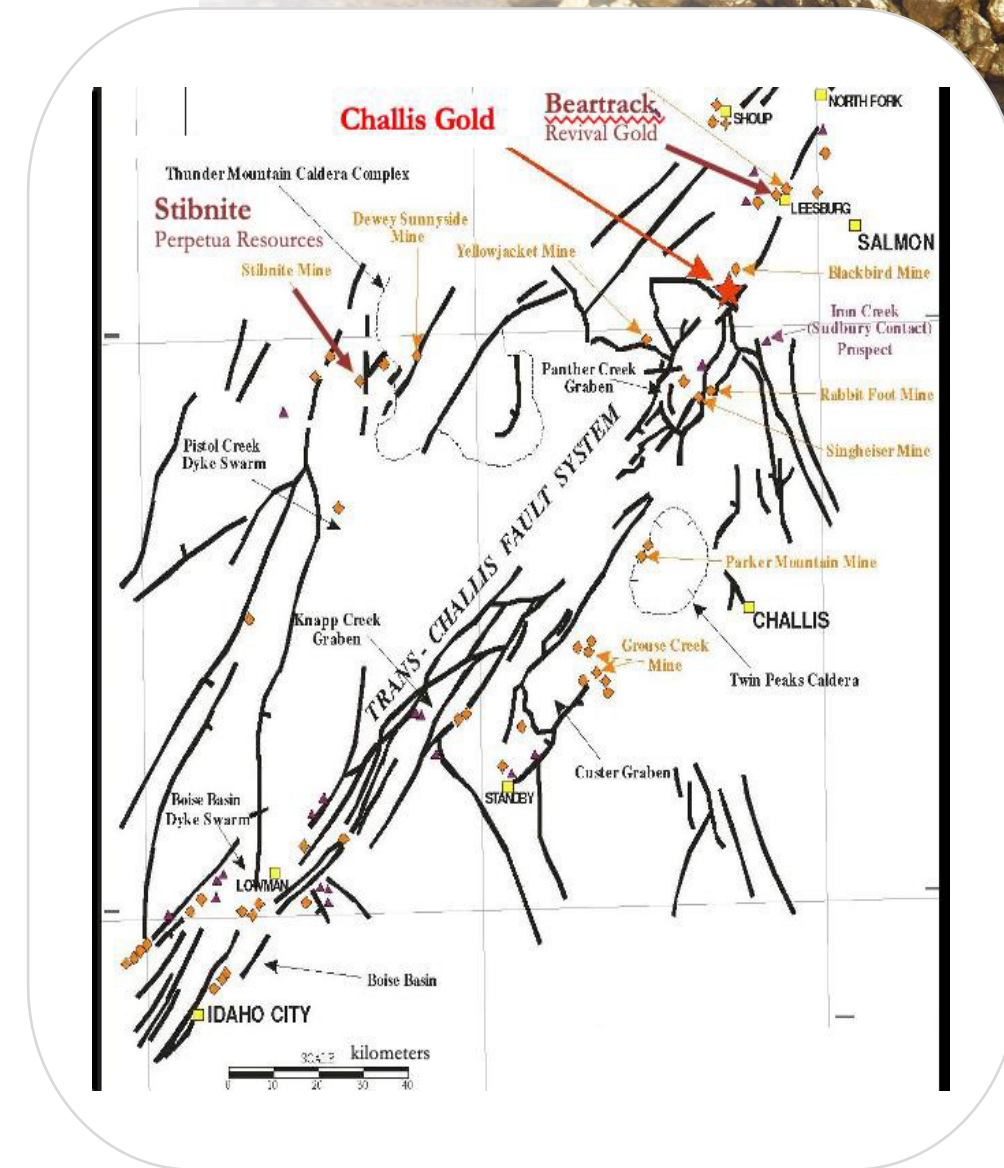 Challis Gold
Beartrack
Revival Gold
SHOUP
NORTH FORK
Thunder Mountain Caldera Complex
Stibnite
Perpetua Resources
Stibnite Mine
Dewey Sunnyside
Mine
Yellowjacket Mine
LEESBURG
SALMON
Blackbird Mine
Iron Creek
(Sudbury Contact)
Prospect
Panther Creek
Graben
Rabbit Foot Mine
Singheiser Mine
Pistol Creek
Dyke Swarm
TRANS - CHALLIS FAULT SYSTEM
Parker Mountain Mine
CHALLIS
Knapp Creek
Graben
Grouse Creek
Mine
Twin Peaks Caldera
Custer Graben
STANDBY
Boise Basin
Dyke Swarm
LOWMAN
Boise Basin
IDAHO CITY
SCALE kilometers
0 10 20 30 40